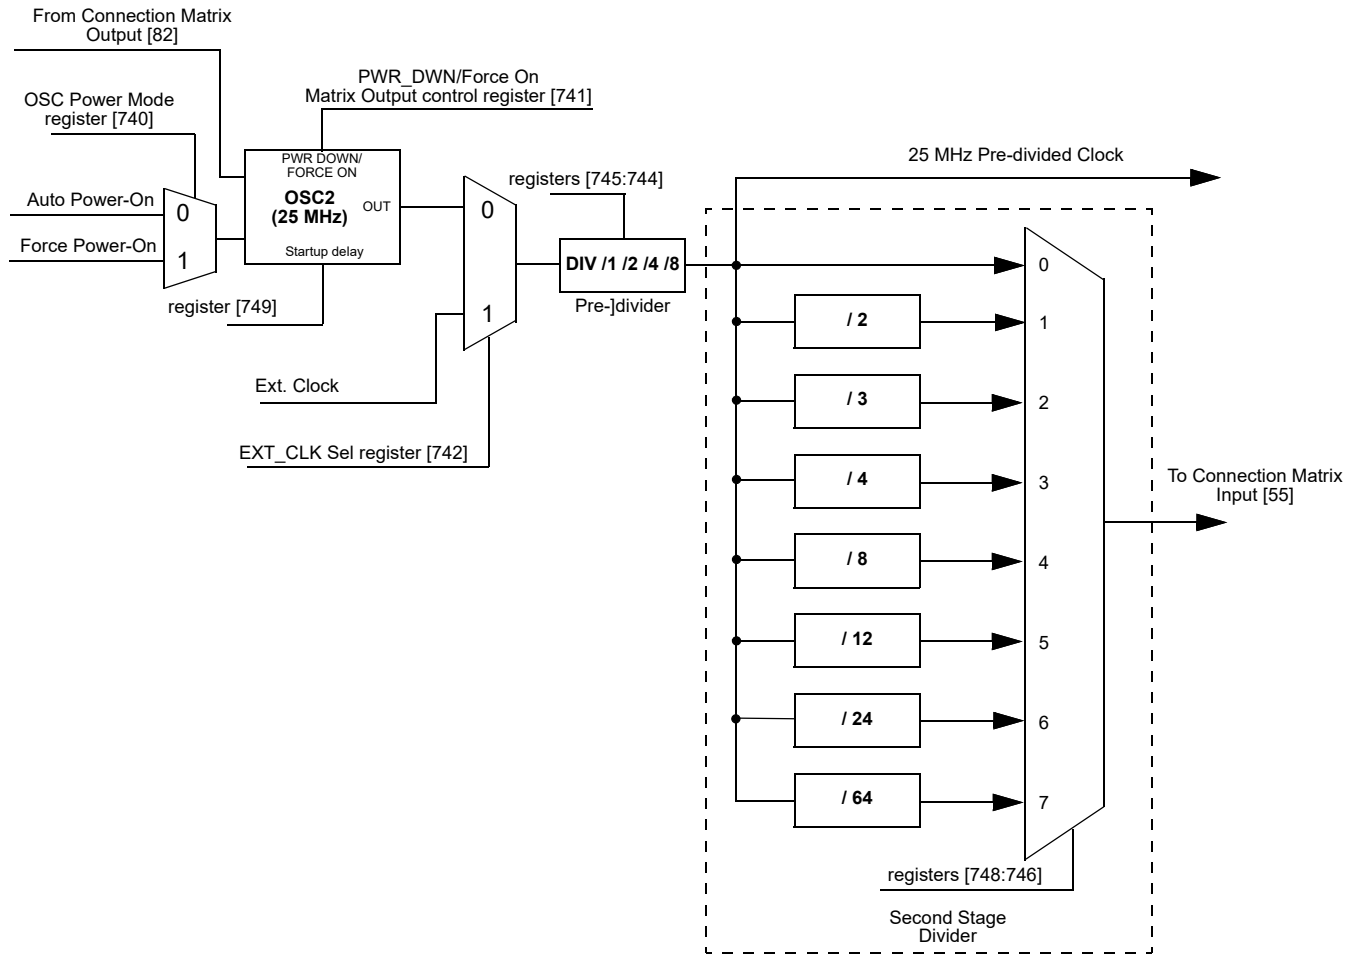 From Connection Matrix
Output [82]
PWR_DWN/Force On
Matrix Output control register [741]
OSC Power Mode
register [740]
PWR DOWN/
FORCE ON
OSC2
(25 MHz)
OUT
Startup delay
Auto Power-On
0
Force Power-On
1
register [749]
0
1
Ext. Clock
EXT_CLK Sel register [742]
registers [745:744]
DIV /1 /2 /4 /8
Pre-]divider
25 MHz Pre-divided Clock
0
/ 2
1
/ 3
2
/ 4
3
/ 8
4
/ 12
5
/ 24
6
/ 64
7
To Connection Matrix
Input [55]
registers [748:746]
Second Stage
Divider